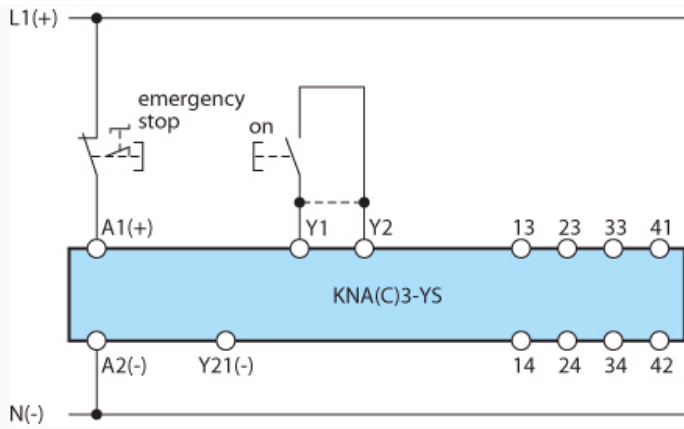 L1(+)
emergency
stop
on
A1(+)
Y1
Y2
13
23
33
41
KNA(C)3-YS
A2(-)
Y21(-)
14
24
34
42
N(-)